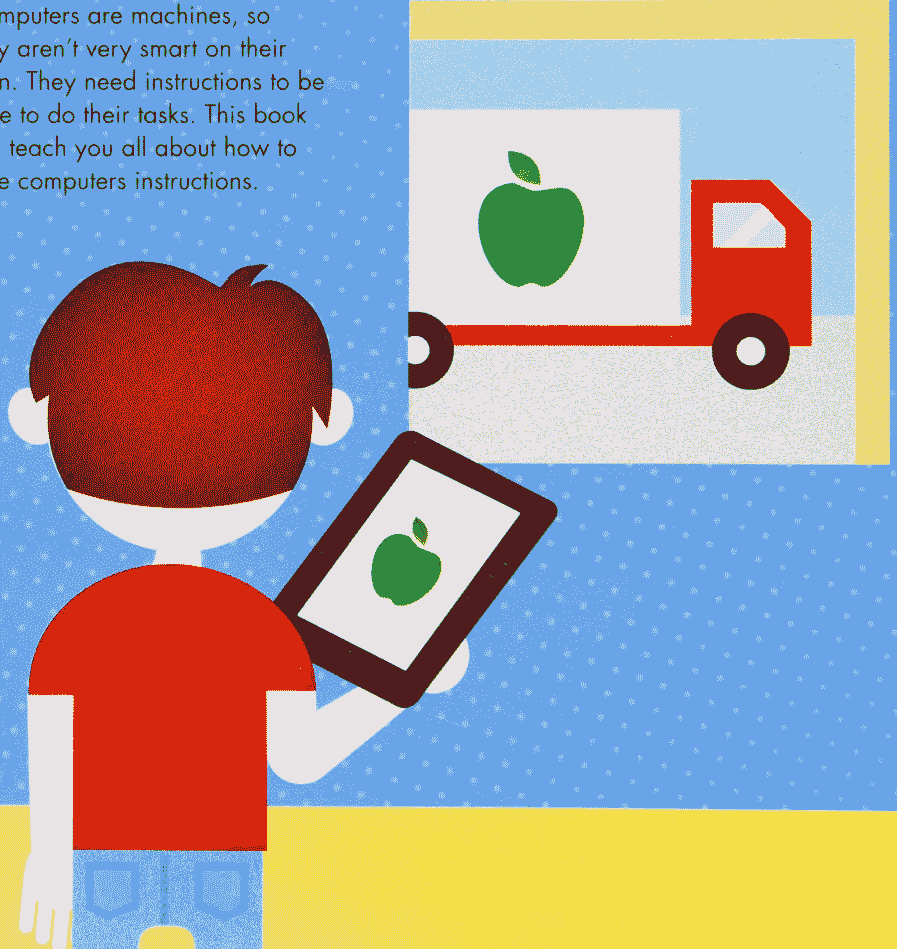 mputers are machines, so
y aren't very smart on their
n. They need instructions to be
e to do their tasks. This book
teach you all about how to
e computers instructions.